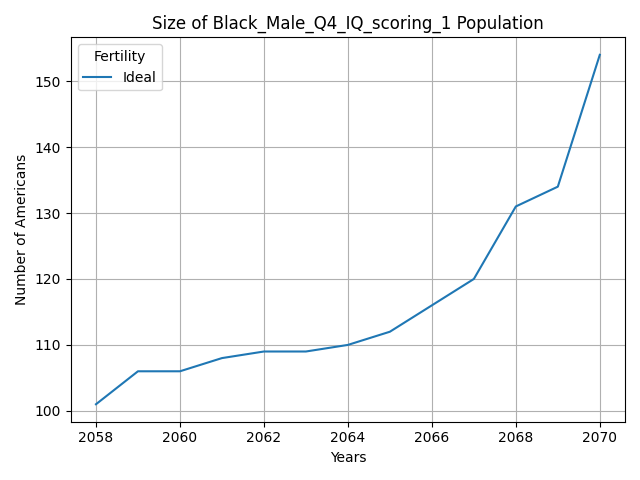 Size of Black_Male_Q4_IQ_scoring_1 Population
Fertility
Ideal
Number of Americans
150
140
130
120
110
100
2058 2060 2062 2064 2066 2068 2070
Years